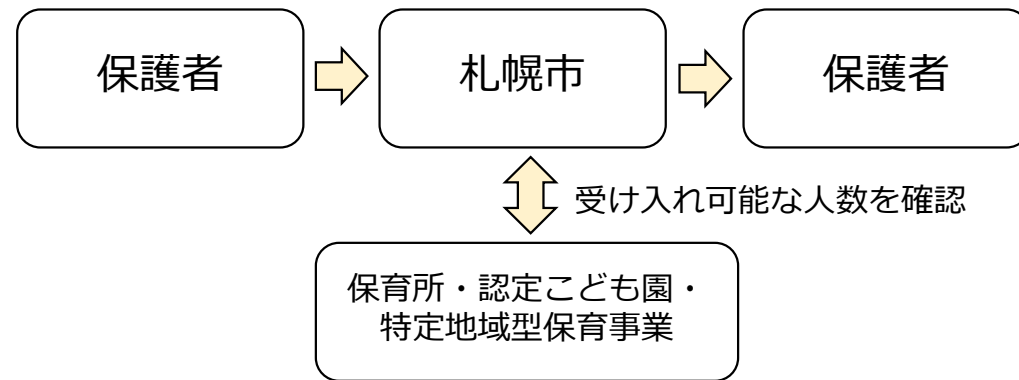 保護者
札幌市
保護者
受け入れ可能な人数を確認
保育所・認定こども園・
特定地域型保育事業